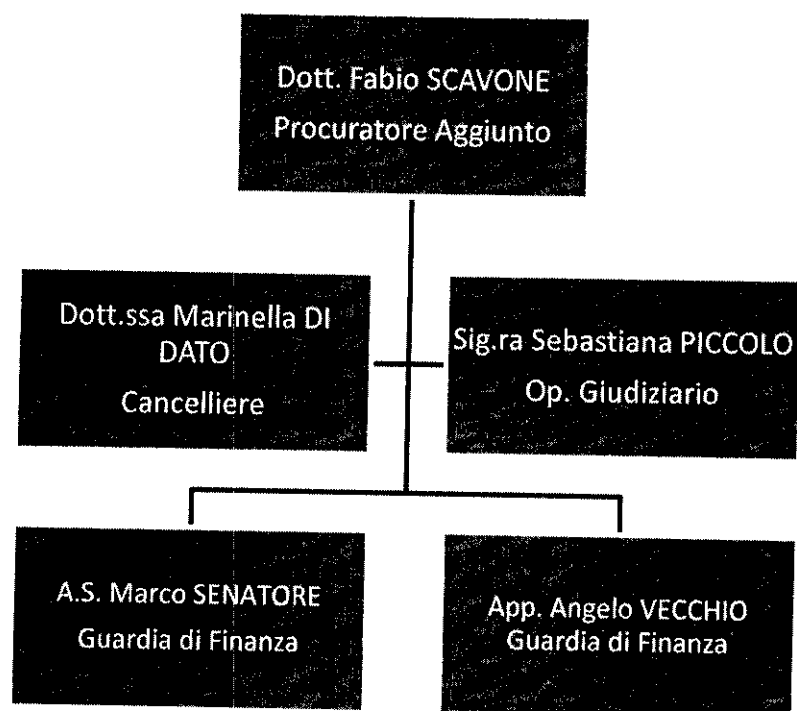 Dott. Fabio SCAVONE
Procuratore Aggiunto
Dott.ssa Marinella DI
DATO
Cancelliere
Sig.ra Sebastiana PICCOLO
Op. Giudiziario
A.S. Marco SENATORE
Guardia di Finanza
App. Angelo VECCHIO
Guardia di Finanza